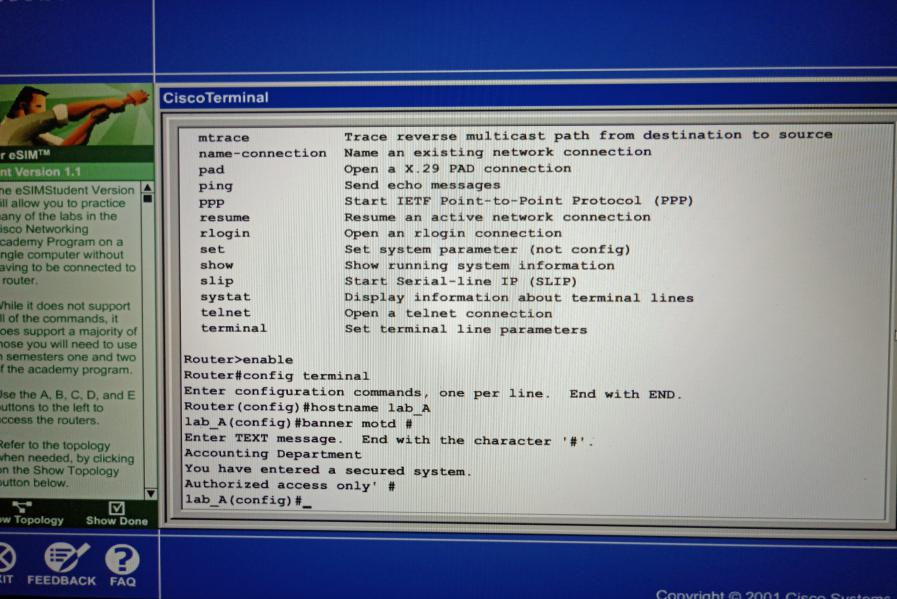 CiscoTerminal
r eSIM™
nt Version 1.1
he eSIMStudent Version
ill allow you to practice
any of the labs in the
isco Networking
cademy Program on a
ngle computer without
aving to be connected to
router.
hile it does not support
ll of the commands, it
oes support a majority of
hose you will need to use
n semesters one and two
f the academy program.
se the A, B, C, D, and E
uttons to the left to
ccess the routers.
Refer to the topology
when needed, by clicking
on the Show Topology
button below.
ow Topology Show Done
XIT FEEDBACK FAQ
mtrace Trace reverse multicast path from destination to source
name-connection Name an existing network connection
pad Open a X.29 PAD connection
ping Send echo messages
PPP Start IETF Point-to-Point Protocol (PPP)
resume Resume an active network connection
rlogin Open an rlogin connection
set Set system parameter (not config)
show Show running system information
slip Start Serial-line IP (SLIP)
systat Display information about terminal lines
telnet Open a telnet connection
terminal Set terminal line parameters
Router>enable
Router#config terminal
Enter configuration commands, one per line. End with END.
Router(config)#hostname lab_A
lab_A(config)#banner motd #
Enter TEXT message. End with the character '#'.
Accounting Department
You have entered a secured system.
Authorized access only' #
lab_A(config)#_
Copyright © 2001 Cisco Systems